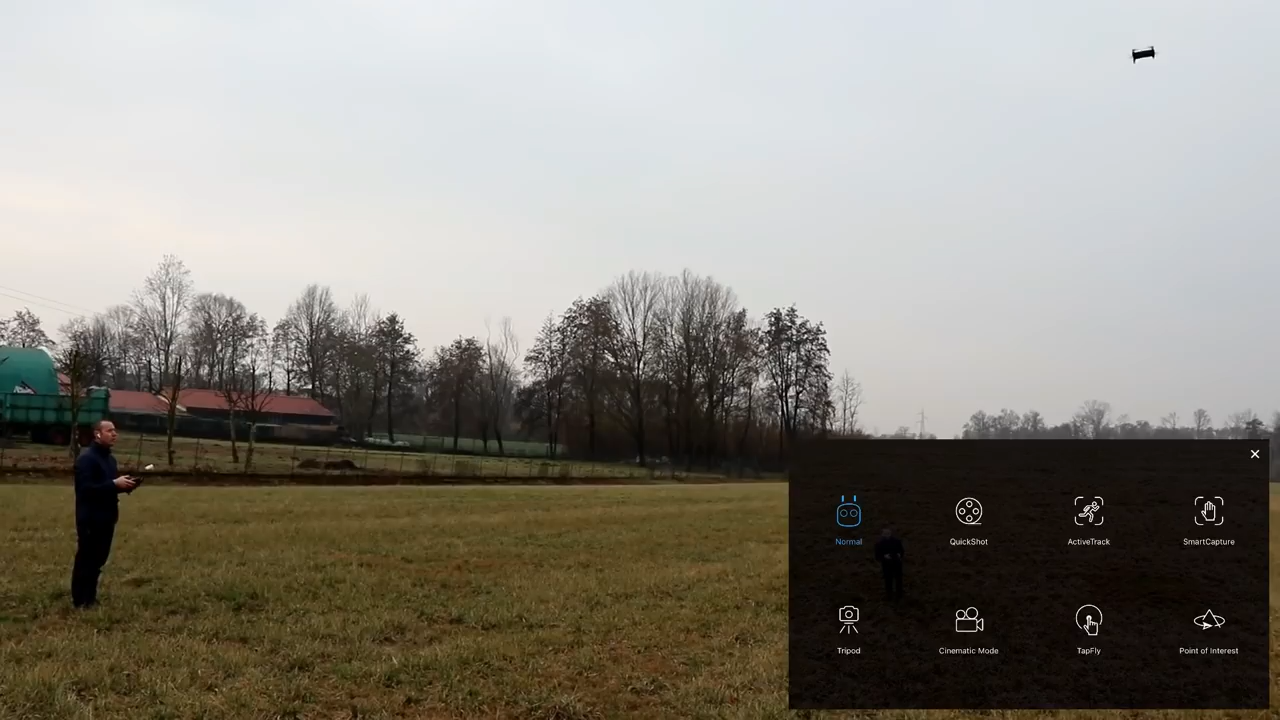 Normal
QuickShot
ActiveTrack
SmartCapture
Tripod
Cinematic Mode
TapFly
Point of Interest